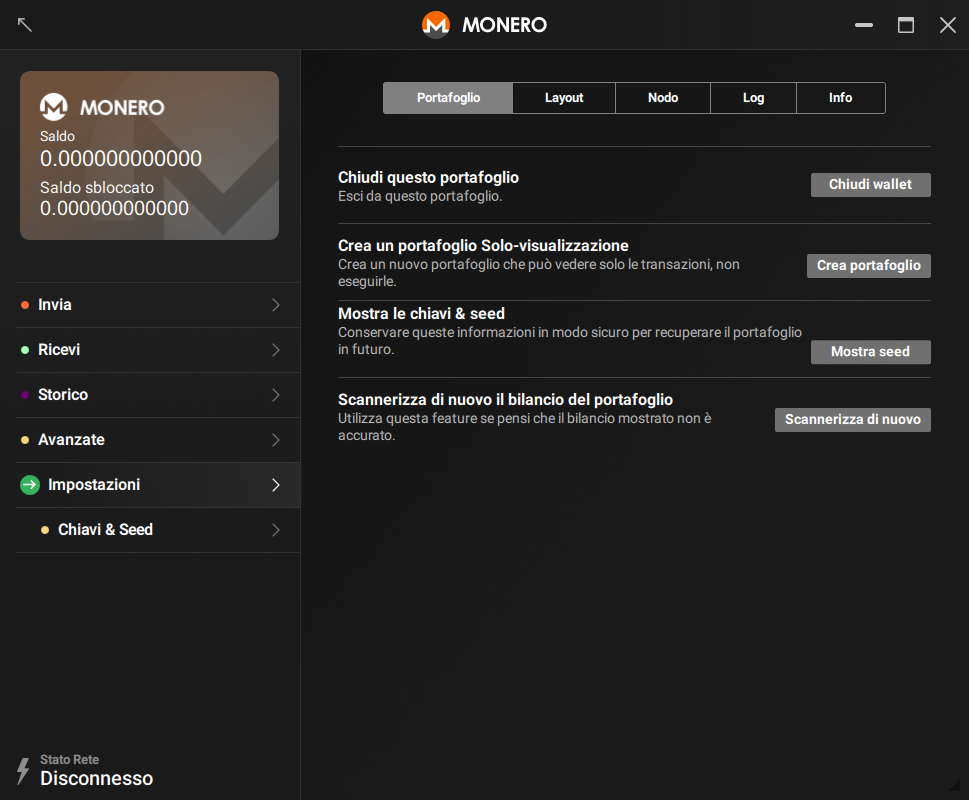 MONERO
MONERO
Saldo
0.000000000000
Saldo sbloccato
0.000000000000
Invia
Ricevi
Storico
Avanzate
Impostazioni
Chiavi & Seed
Stato Rete
Disconnesso
Portafoglio
Layout
Nodo
Log
Info
Chiudi questo portafoglio
Esci da questo portafoglio.
Chiudi wallet
Crea un portafoglio Solo-visualizzazione
Crea un nuovo portafoglio che può vedere solo le transazioni, non
eseguirle.
Crea portafoglio
Mostra le chiavi & seed
Conservare queste informazioni in modo sicuro per recuperare il portafoglio
in futuro.
Mostra seed
Scannerizza di nuovo il bilancio del portafoglio
Utilizza questa feature se pensi che il bilancio mostrato non è
accurato.
Scannerizza di nuovo